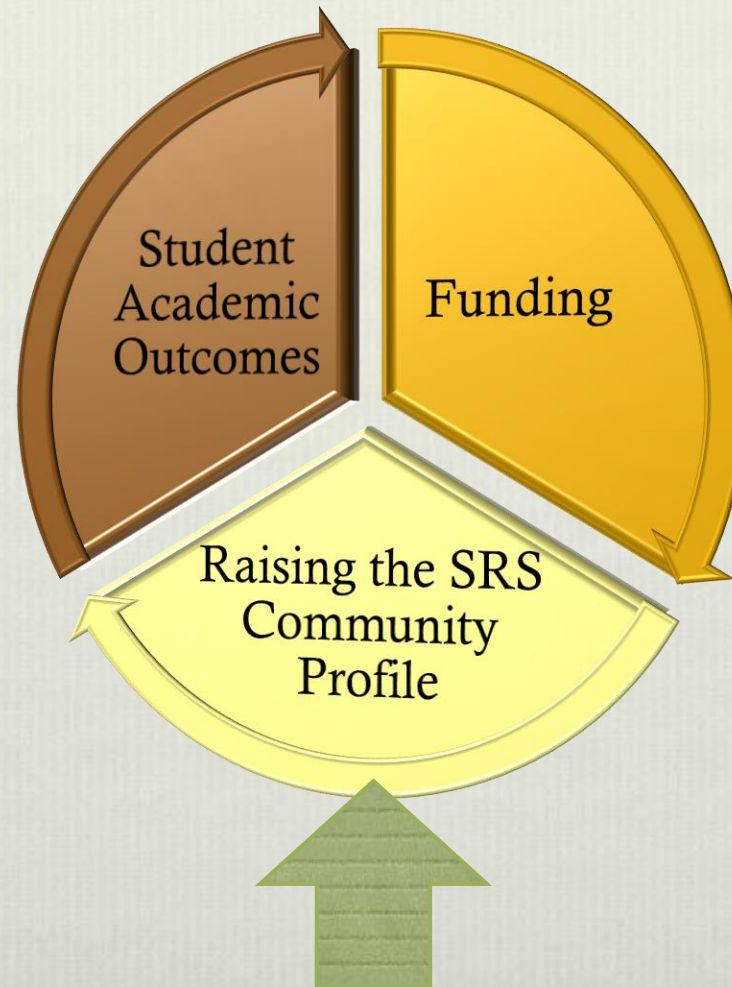 Student
Academic
Outcomes
Funding
Raising the SRS
Community
Profile